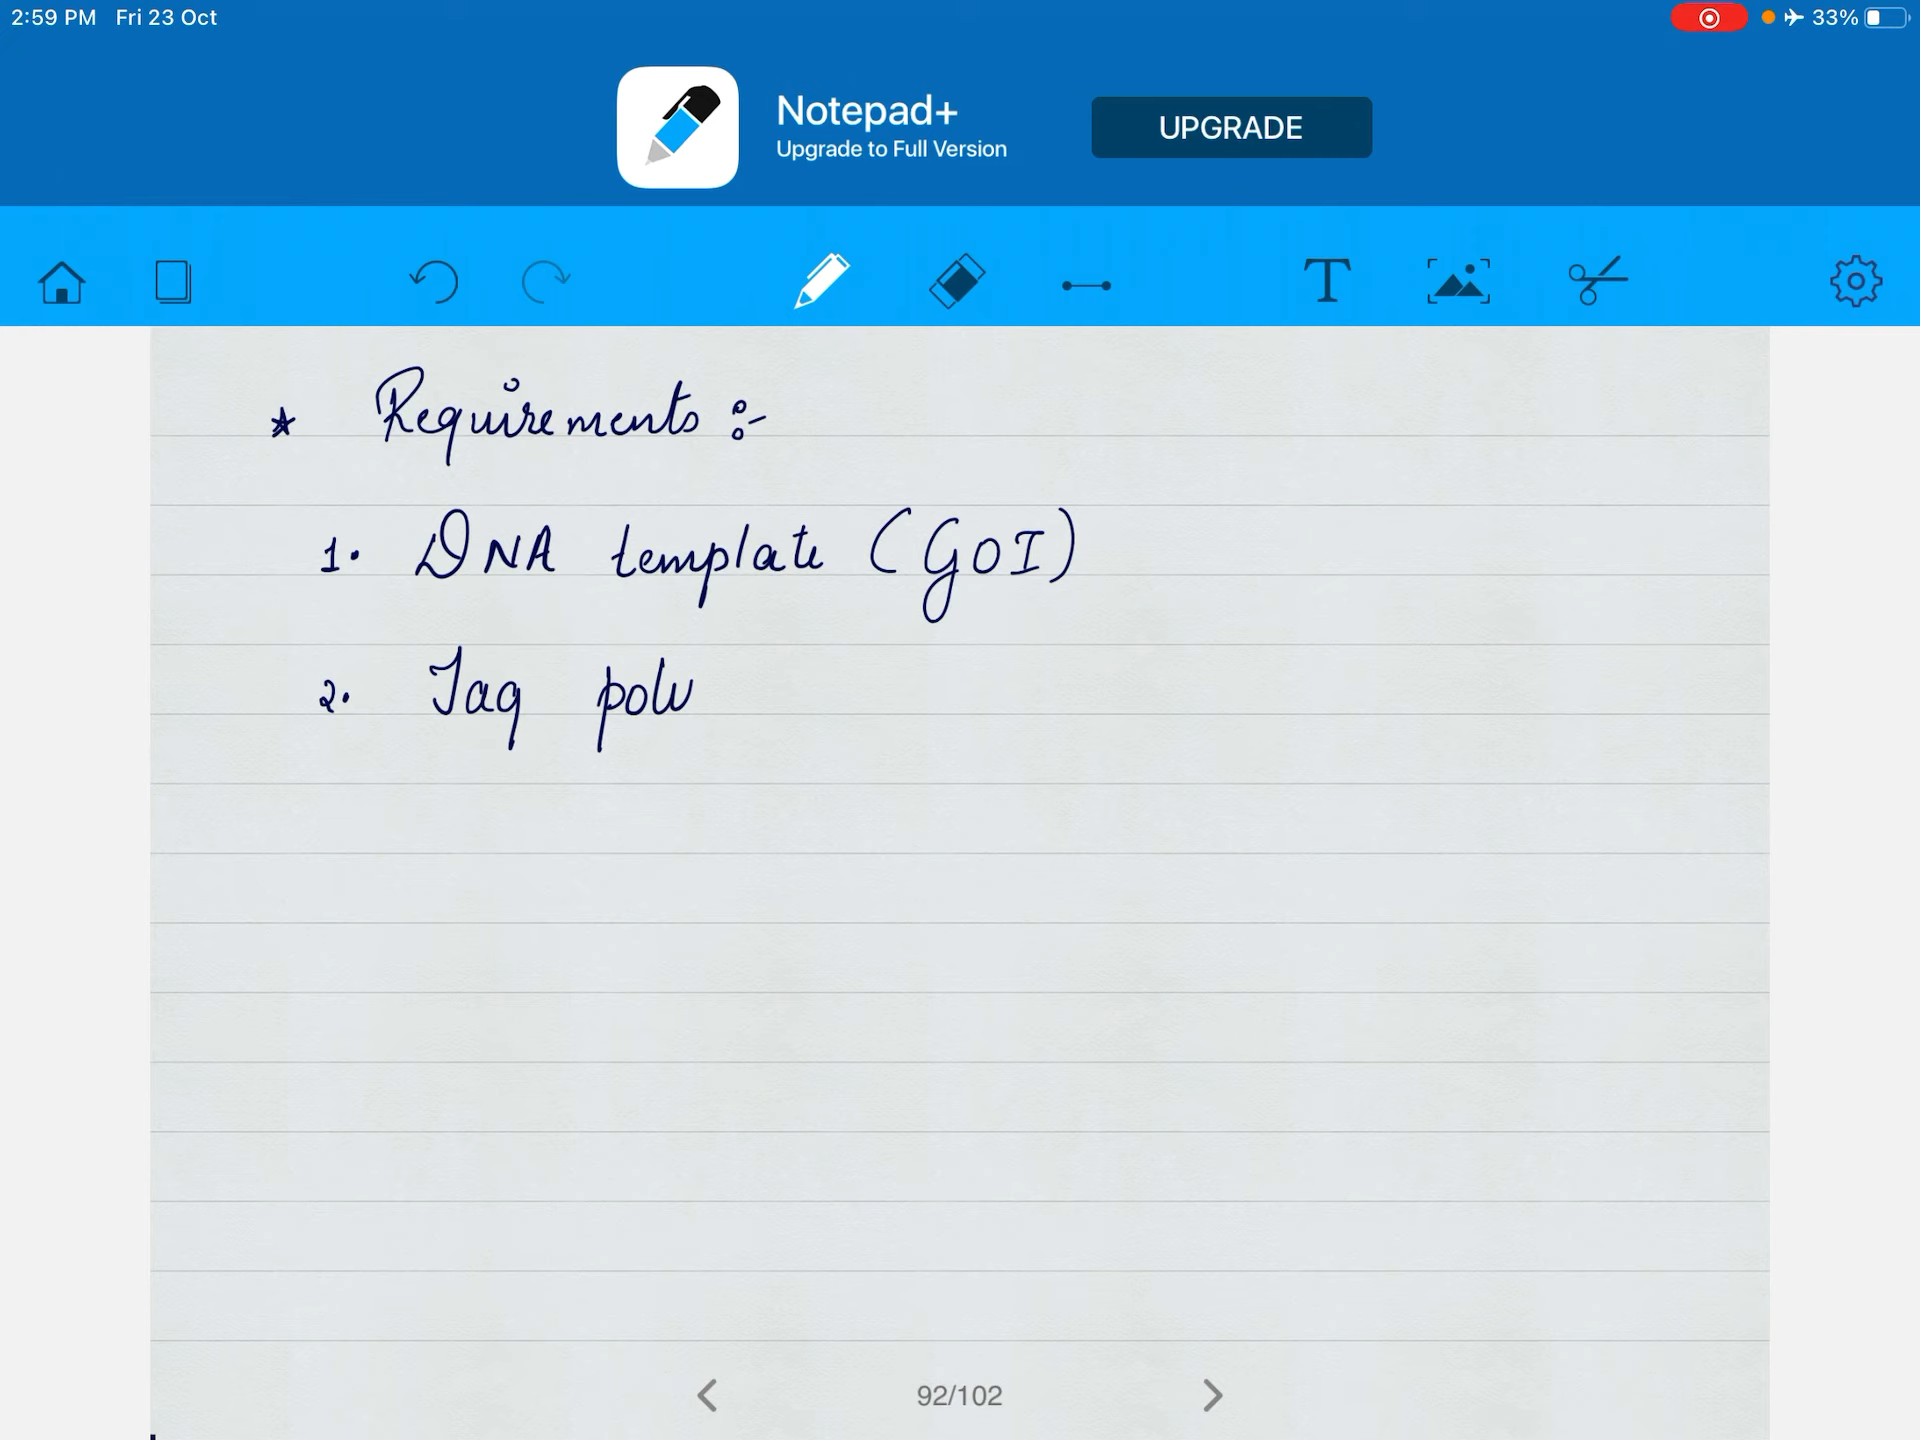 2:59 PM Fri 23 Oct 33%
Notepad+
Upgrade to Full Version
UPGRADE
T
* Requirements :-
1. DNA template (GOI)
2. Taq
92/102